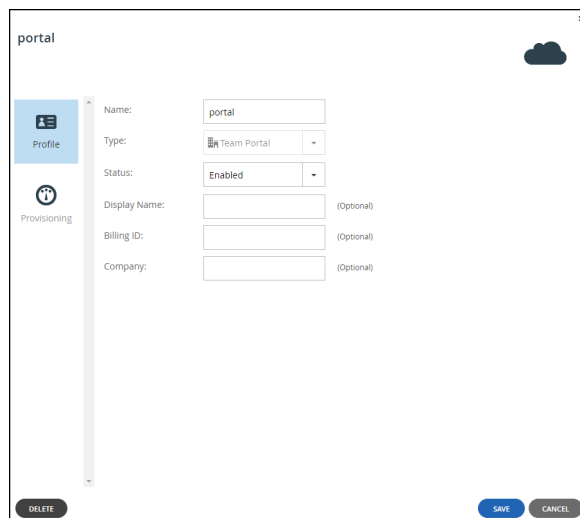 portal
Profile
Provisioning
Name: portal
Type: Team Portal
Status: Enabled
Display Name: (Optional)
Billing ID: (Optional)
Company: (Optional)
DELETE SAVE CANCEL